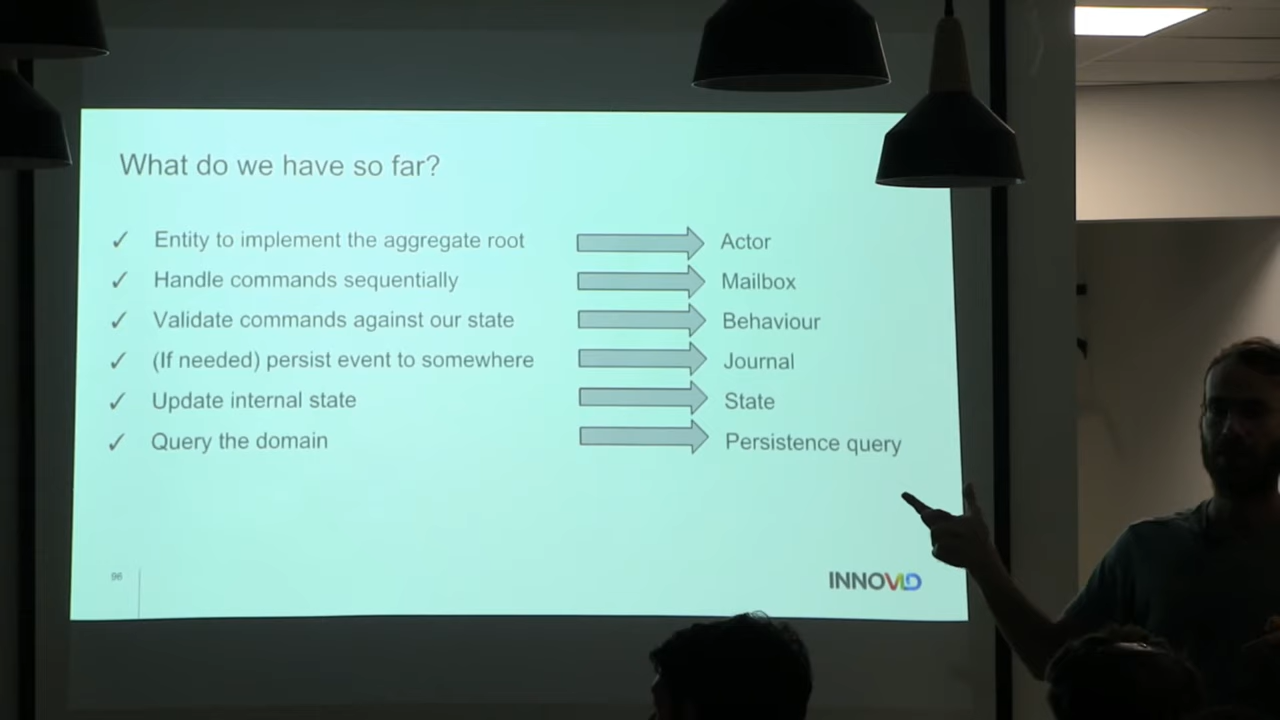 What do we have so far?
✓ Entity to implement the aggregate root Actor
✓ Handle commands sequentially Mailbox
✓ Validate commands against our state Behaviour
✓ (If needed) persist event to somewhere Journal
✓ Update internal state State
✓ Query the domain Persistence query
96
INNOVID